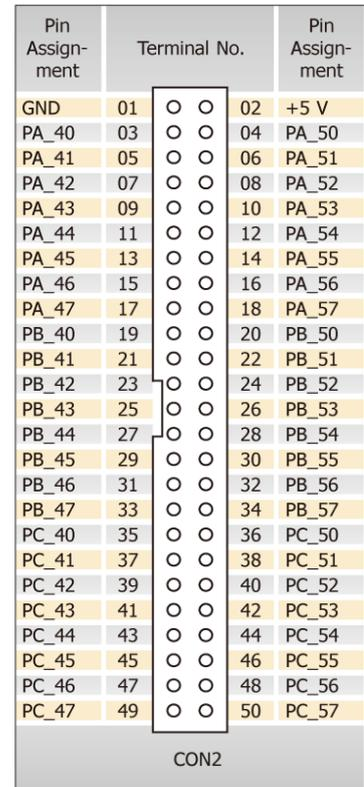 Pin Assign- ment Terminal No. Pin Assign- ment
GND 01 02 +5 V
PA_40 03 04 PA_50
PA_41 05 06 PA_51
PA_42 07 08 PA_52
PA_43 09 10 PA_53
PA_44 11 12 PA_54
PA_45 13 14 PA_55
PA_46 15 16 PA_56
PA_47 17 18 PA_57
PB_40 19 20 PB_50
PB_41 21 22 PB_51
PB_42 23 24 PB_52
PB_43 25 26 PB_53
PB_44 27 28 PB_54
PB_45 29 30 PB_55
PB_46 31 32 PB_56
PB_47 33 34 PB_57
PC_40 35 36 PC_50
PC_41 37 38 PC_51
PC_42 39 40 PC_52
PC_43 41 42 PC_53
PC_44 43 44 PC_54
PC_45 45 46 PC_55
PC_46 47 48 PC_56
PC_47 49 50 PC_57
CON2